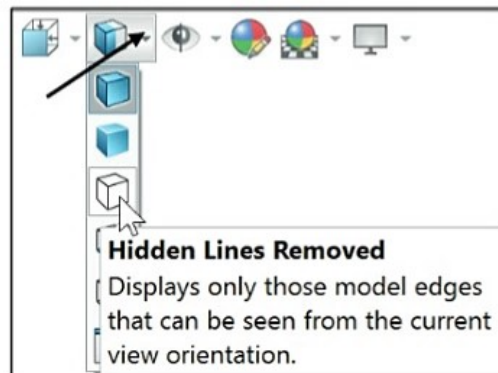 Hidden Lines Removed
Displays only those model edges
that can be seen from the current
view orientation.